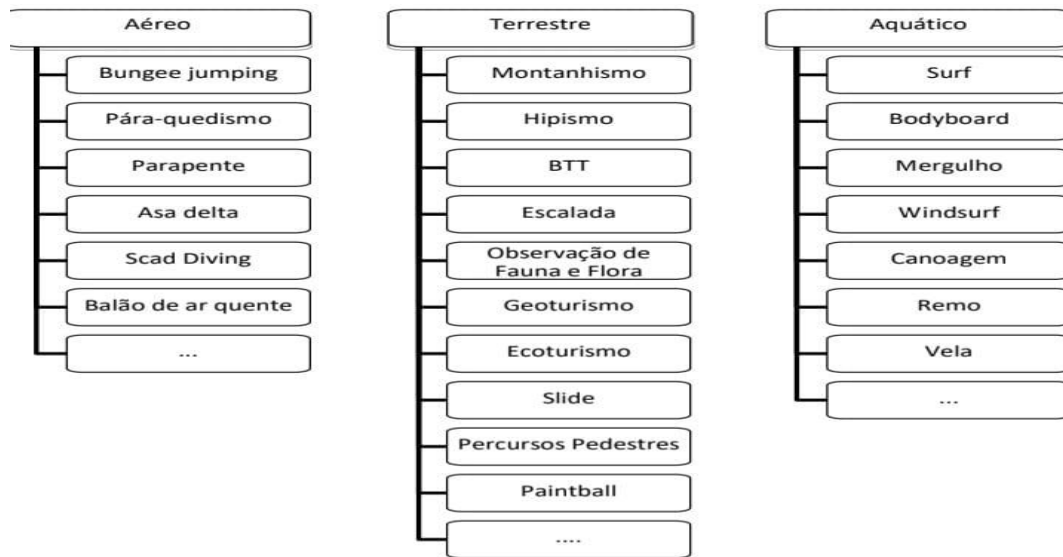 Aéreo
Bungee jumping
Pára-quedismo
Parapente
Asa delta
Scad Diving
Balão de ar quente
...
Terrestre
Montanhismo
Hipismo
BTT
Escalada
Observação de
Fauna e Flora
Geoturismo
Ecoturismo
Slide
Percursos Pedestres
Paintball
....
Aquático
Surf
Bodyboard
Mergulho
Windsurf
Canoagem
Remo
Vela
...